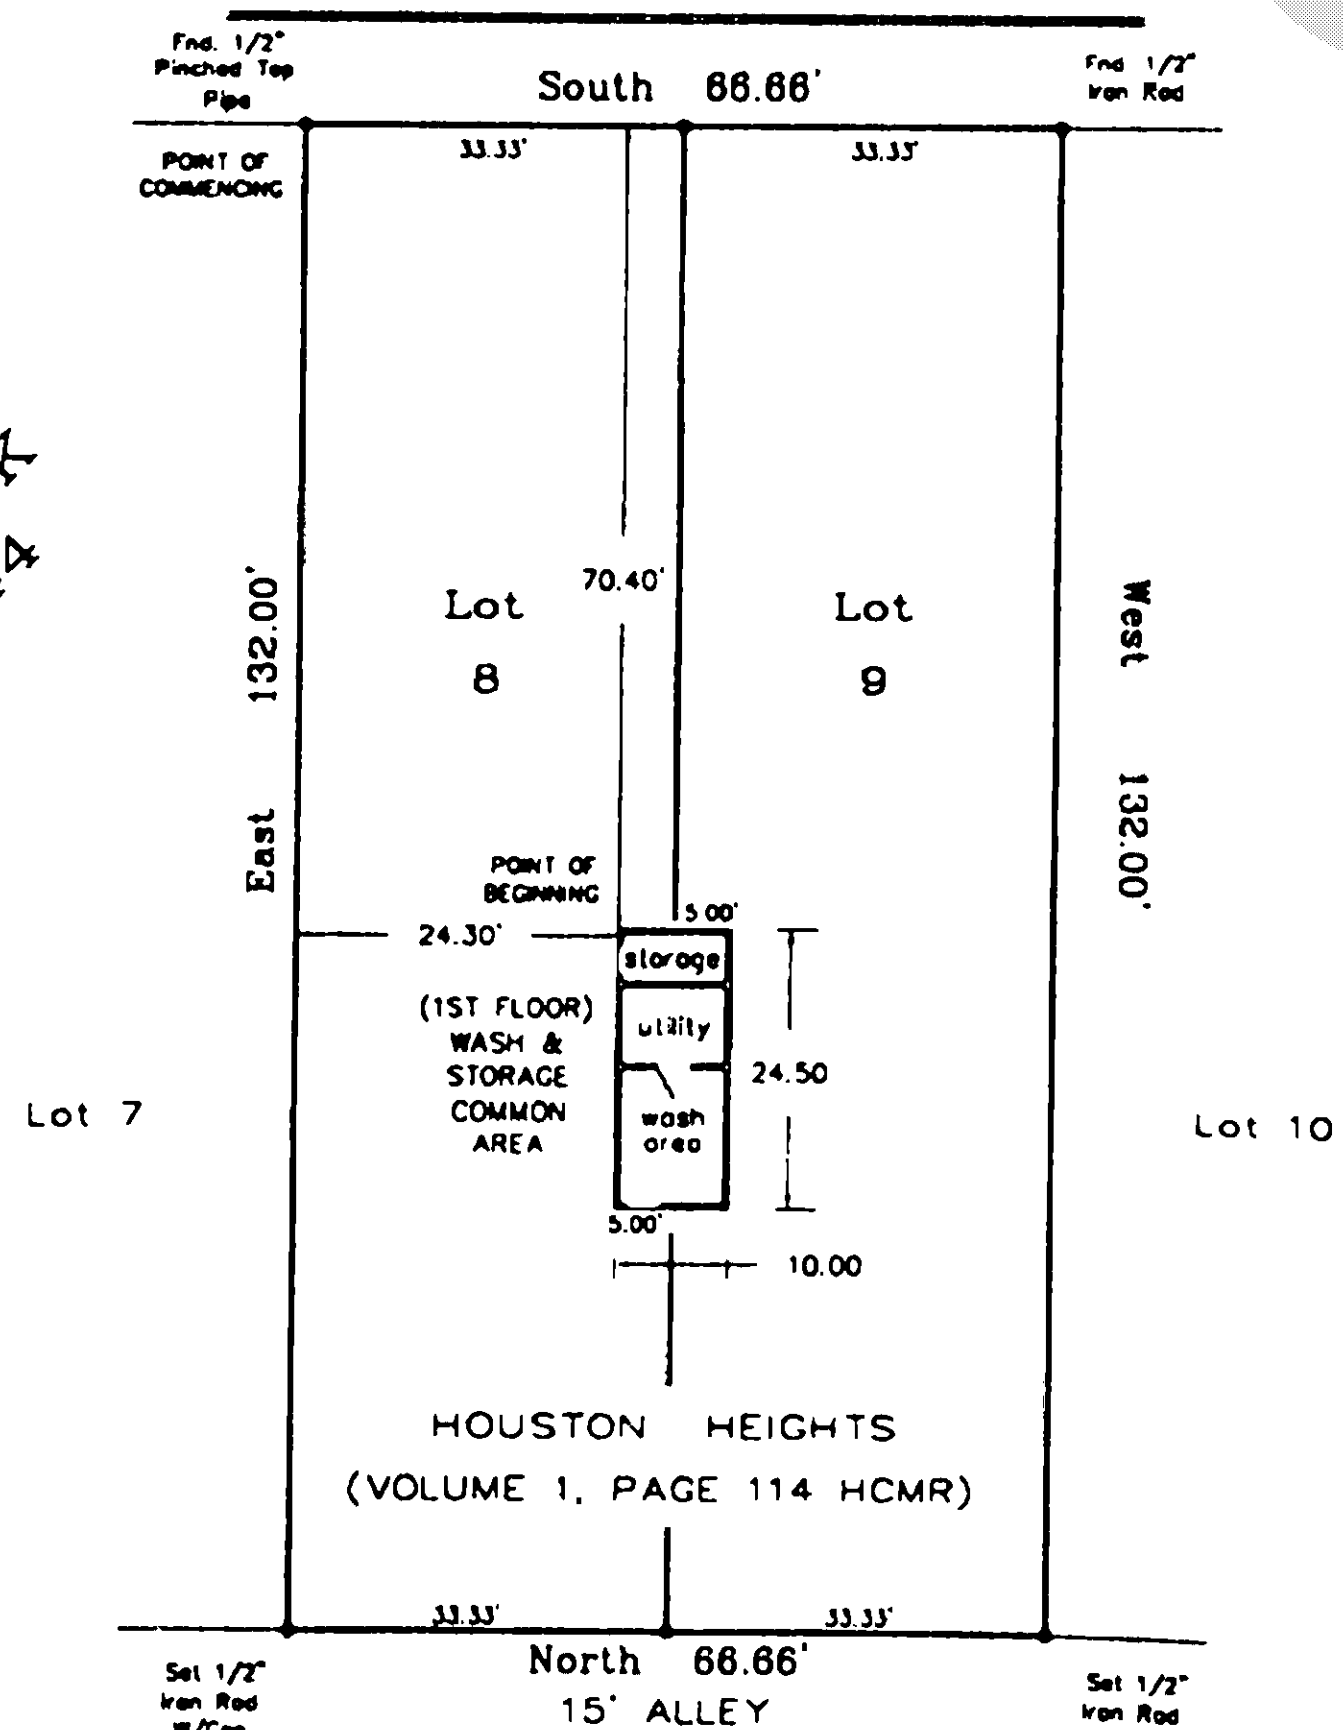 Fnd. 1/2"
Pinched Top
Pipe
South 66.66'
Fnd 1/2"
Iron Rod
33.33'
33.33'
POINT OF
COMMENCING
70.40'
Lot
8
Lot
9
East 132.00'
West 132.00'
POINT OF
BEGINNING
5.00'
24.30'
storage
(1ST FLOOR)
WASH &
STORAGE
COMMON
AREA
utility
24.50
wash
area
Lot 7
Lot 10
5.00'
10.00
HOUSTON HEIGHTS
(VOLUME 1, PAGE 114 HCMR)
33.33'
33.33'
North 66.66'
15' ALLEY
Set 1/2"
Iron Rod
W/Cap
Set 1/2"
Iron Rod